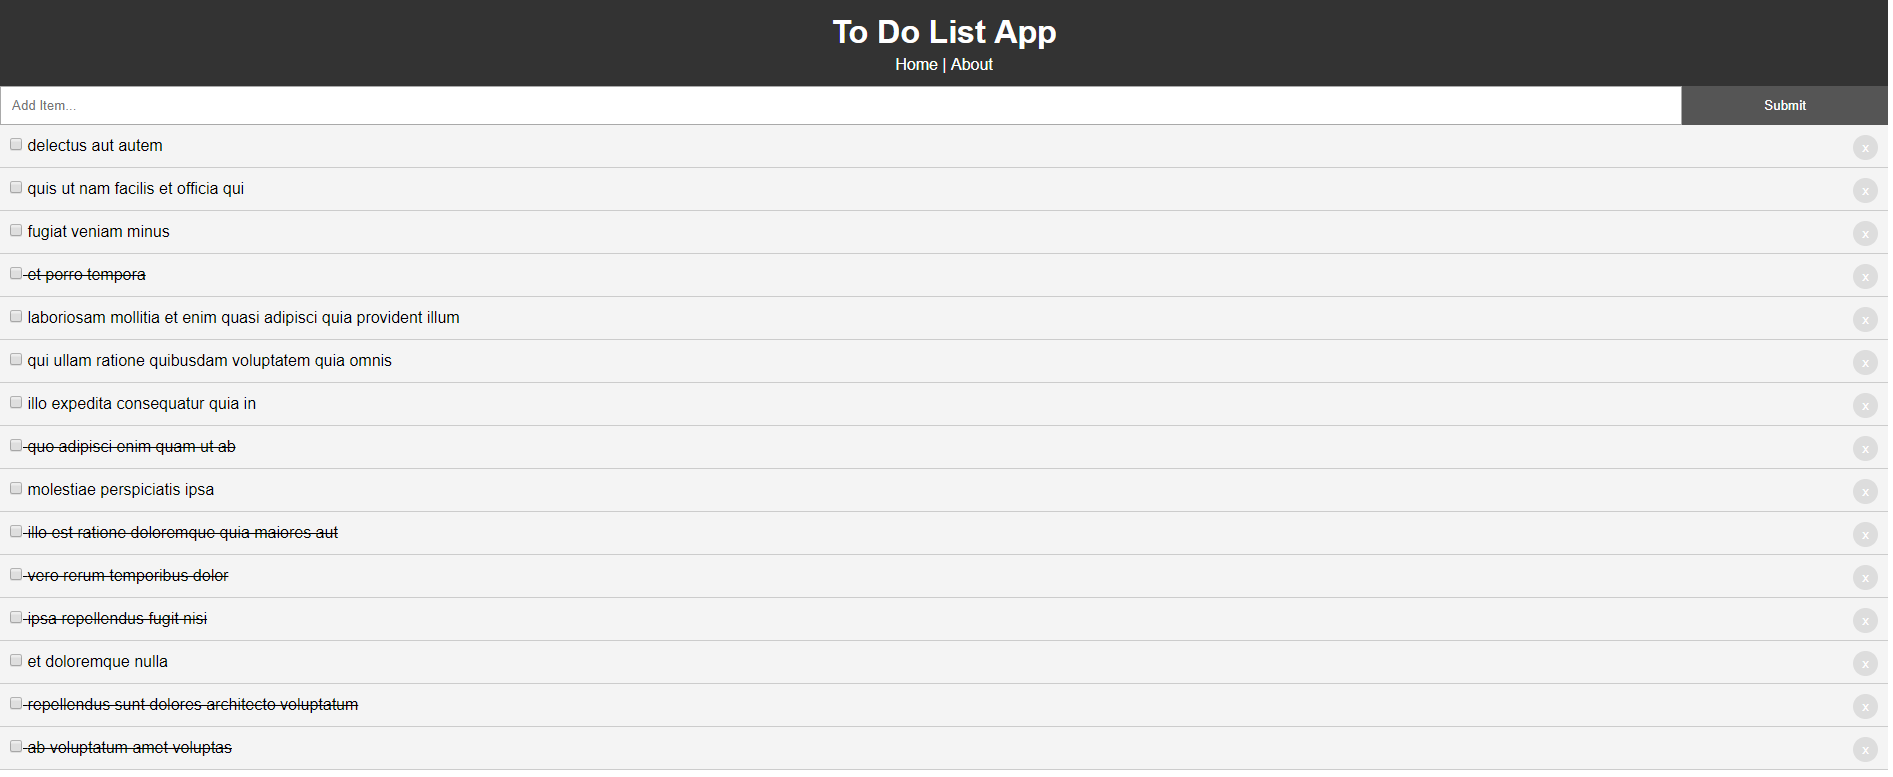 To Do List App
Home | About
Add Item...
Submit
delectus aut autem
x
quis ut nam facilis et officia qui
x
fugiat veniam minus
x
et porro tempora
x
laboriosam mollitia et enim quasi adipisci quia provident illum
x
qui ullam ratione quibusdam voluptatem quia omnis
x
illo expedita consequatur quia in
x
quo adipisci enim quam ut ab
x
molestiae perspiciatis ipsa
x
illo est ratione doloremque quia maiores aut
x
vero rerum temporibus dolor
x
ipsa repellendus fugit nisi
x
et doloremque nulla
x
repellendus sunt dolores architecto voluptatum
x
ab voluptatum amet voluptas
x